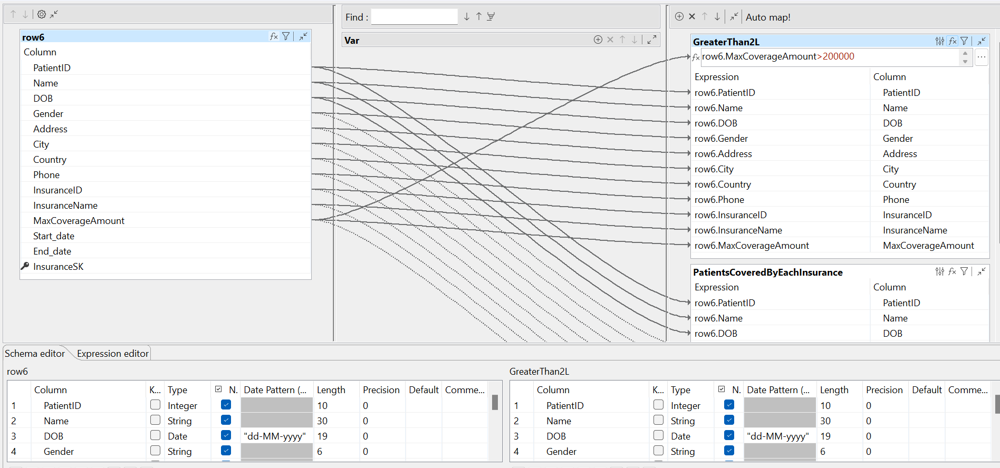 Find :
Auto map!
row6
Column
PatientID
Name
DOB
Gender
Address
City
Country
Phone
InsuranceID
InsuranceName
MaxCoverageAmount
Start_date
End_date
InsuranceSK
Var
GreaterThan2L
row6.MaxCoverageAmount>200000
Expression Column
row6.PatientID PatientID
row6.Name Name
row6.DOB DOB
row6.Gender Gender
row6.Address Address
row6.City City
row6.Country Country
row6.Phone Phone
row6.InsuranceID InsuranceID
row6.InsuranceName InsuranceName
row6.MaxCoverageAmount MaxCoverageAmount
PatientsCoveredByEachInsurance
Expression Column
row6.PatientID PatientID
row6.Name Name
row6.DOB DOB
Schema editor Expression editor
row6
Column K... Type N. Date Pattern (... Length Precision Default Comme...
1 PatientID Integer 10 0
2 Name String 30 0
3 DOB Date "dd-MM-yyyy" 19 0
4 Gender String 6 0
GreaterThan2L
Column K... Type N. Date Pattern (... Length Precision Default Comme...
1 PatientID Integer 10 0
2 Name String 30 0
3 DOB Date "dd-MM-yyyy" 19 0
4 Gender String 6 0